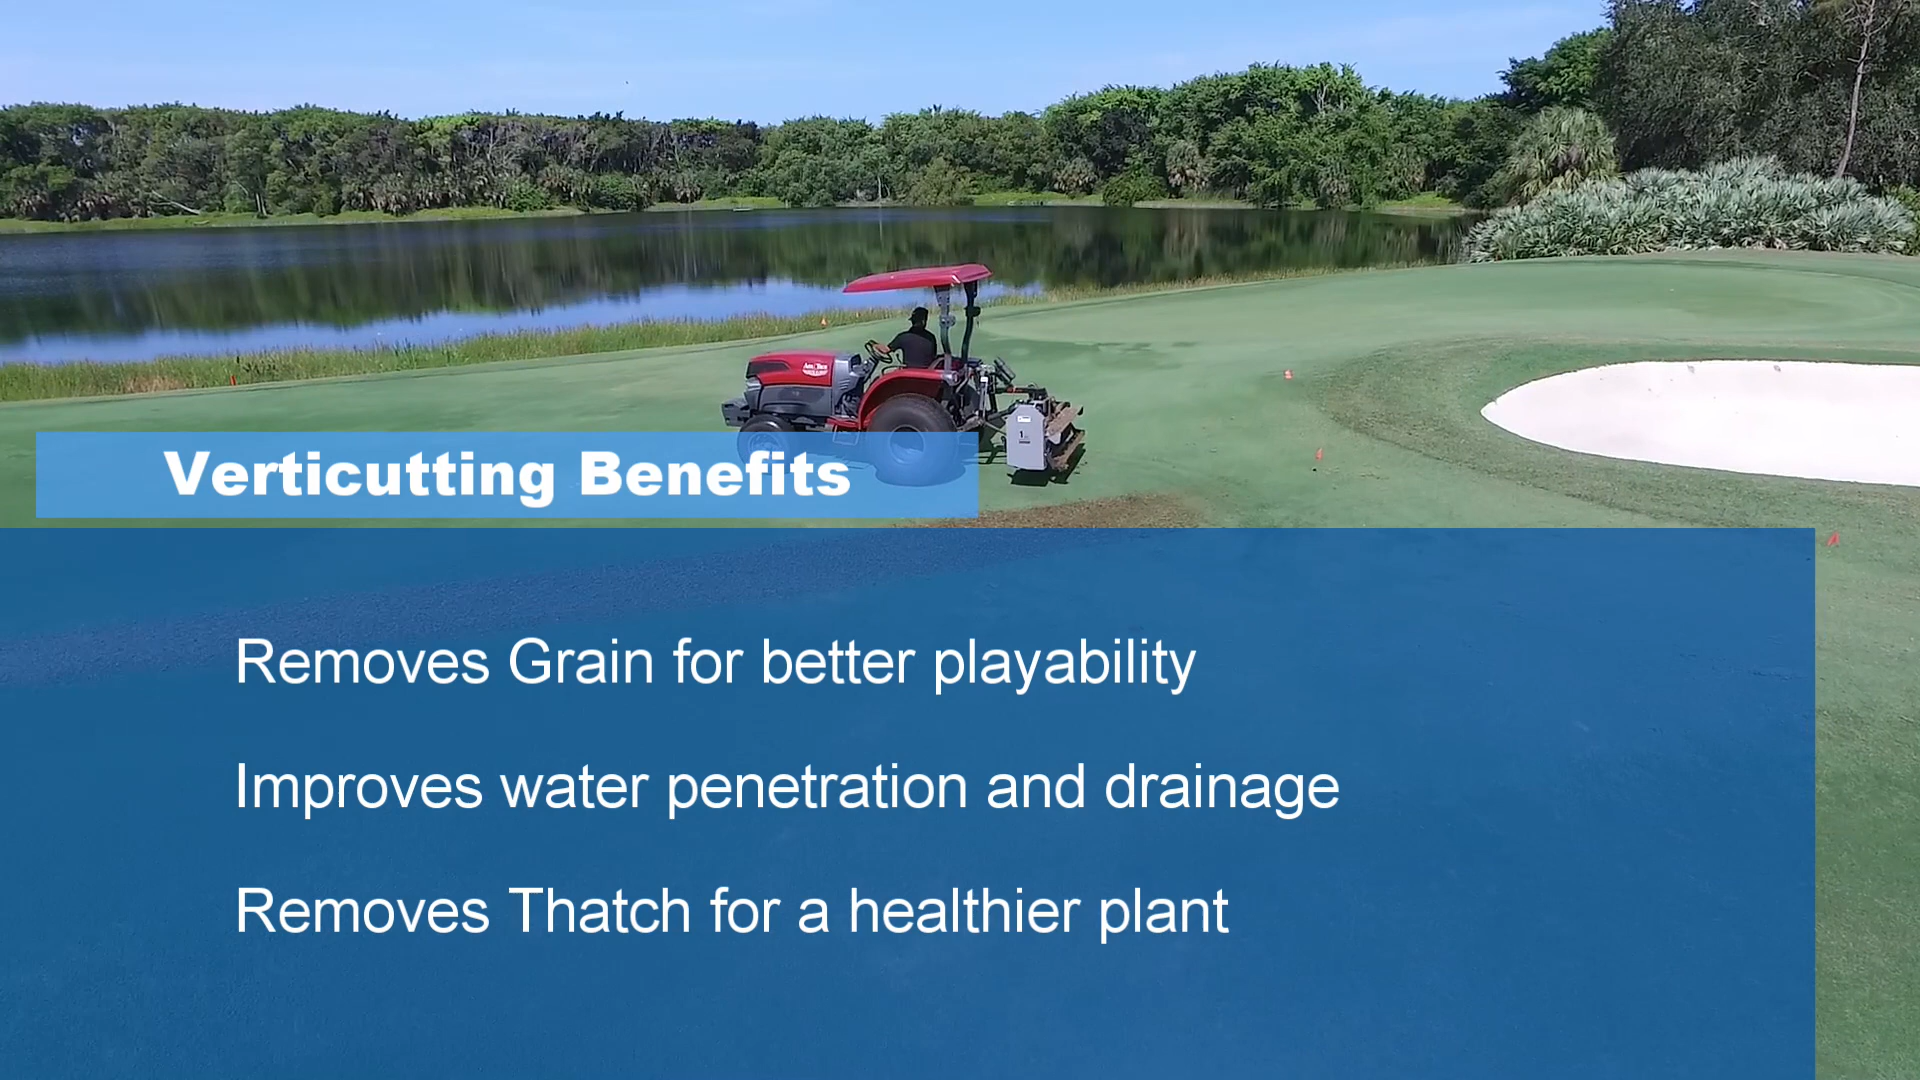 Verticutting Benefits
Removes Grain for better playability
Improves water penetration and drainage
Removes Thatch for a healthier plant